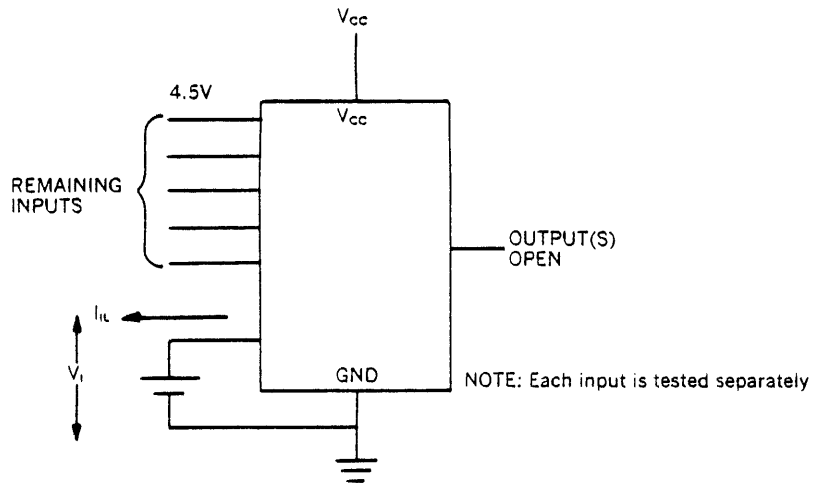 Vcc
4.5V
Vcc
REMAINING
INPUTS
OUTPUT(S)
OPEN
IIL
VI
GND
NOTE: Each input is tested separately